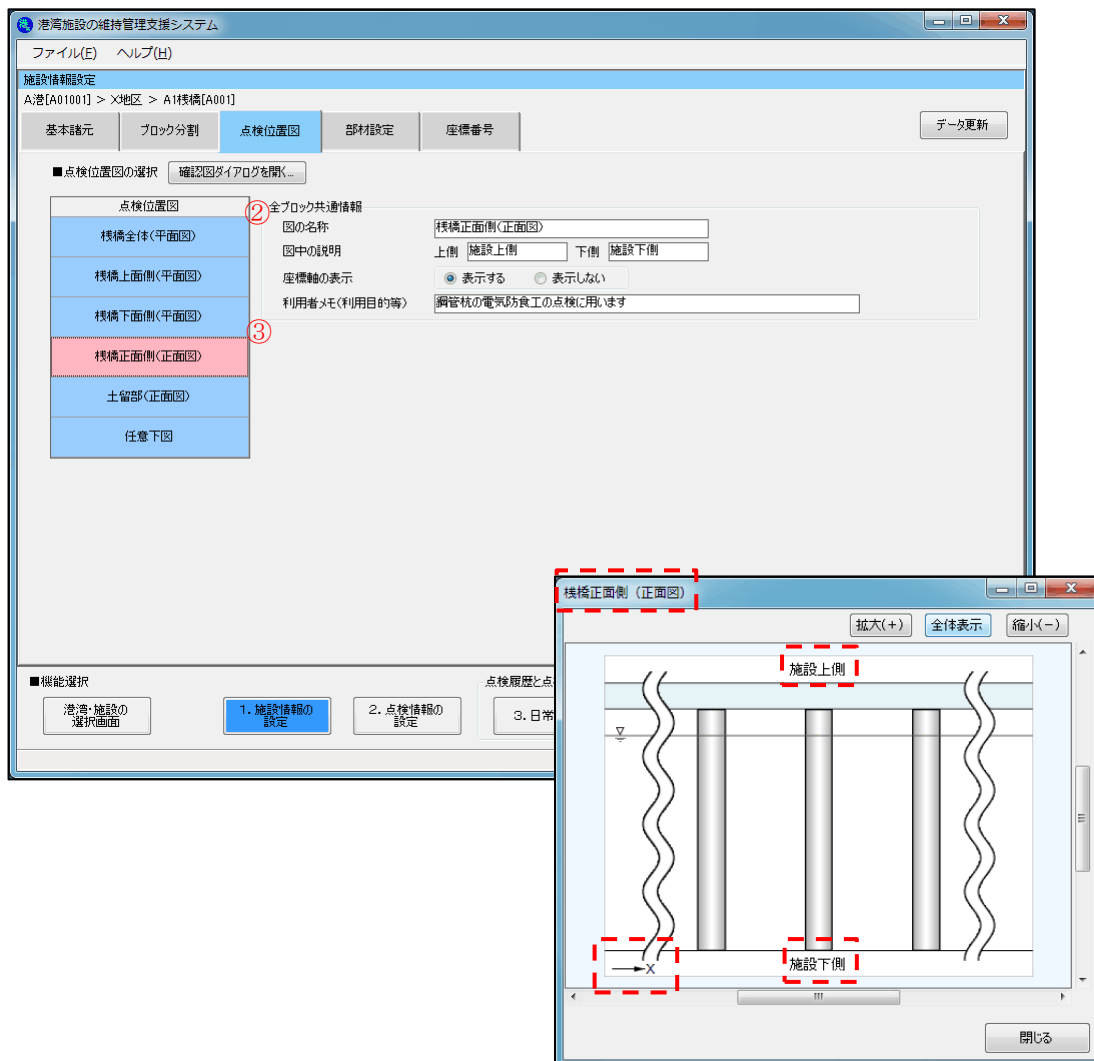 港湾施設の維持管理支援システム
ファイル(F) ヘルプ(H)
施設情報設定
A港[A01001] > X地区 > A1桟橋[A001]
基本諸元 ブロック分割 点検位置図 部材設定 座標番号 データ更新
■点検位置図の選択 確認図ダイアログを開く...
点検位置図
桟橋全体(平面図)
桟橋上面側(平面図)
桟橋下面側(平面図)
桟橋正面側(正面図)
土留部(正面図)
任意下図
②
③
全ブロック共通情報
図の名称 桟橋正面側(正面図)
図中の説明 上側 施設上側 下側 施設下側
座標軸の表示 表示する 表示しない
利用者メモ(利用目的等) 鋼管杭の電気防食工の点検に用います
■機能選択
港湾・施設の
選択画面
1.施設情報の
設定
2.点検情報の
設定
点検履歴と点
3.日常
桟橋正面側(正面図)
拡大(+) 全体表示 縮小(-)
施設上側
施設下側
X
閉じる